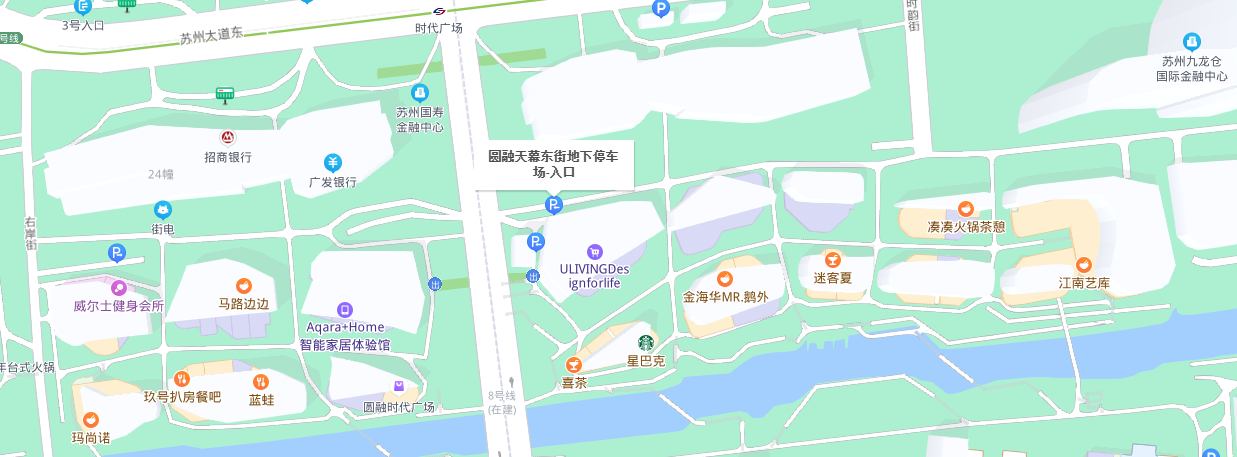 3号入口
号线
苏州大道东
时代广场
P
时韵街
苏州九龙仓
国际金融中心
苏州国寿
金融中心
招商银行
24幢
广发银行
圆融天幕东街地下停车
场-入口
P
街电
右岸街
P
P
凑凑火锅茶憩
ULIVINGDes
ignforlife
出
出
威尔士健身会所
马路边边
Aqara+Home
智能家居体验馆
金海华MR.鹅外
迷客夏
江南艺库
星巴克
喜茶
年台式火锅
玖号扒房餐吧
蓝蛙
圆融时代广场
8号线
(在建)
玛尚诺
P